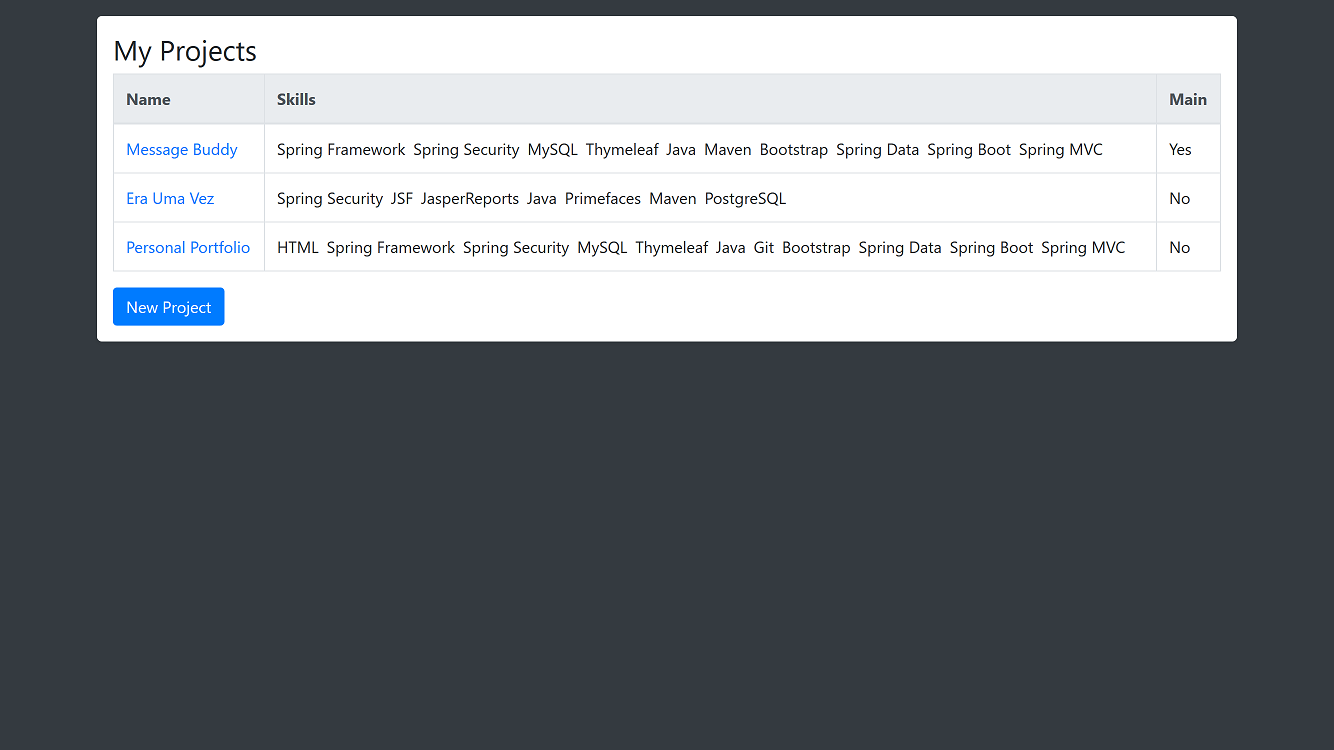 My Projects
Name Skills Main
Message Buddy Spring Framework Spring Security MySQL Thymeleaf Java Maven Bootstrap Spring Data Spring Boot Spring MVC Yes
Era Uma Vez Spring Security JSF JasperReports Java Primefaces Maven PostgreSQL No
Personal Portfolio HTML Spring Framework Spring Security MySQL Thymeleaf Java Git Bootstrap Spring Data Spring Boot Spring MVC No
New Project